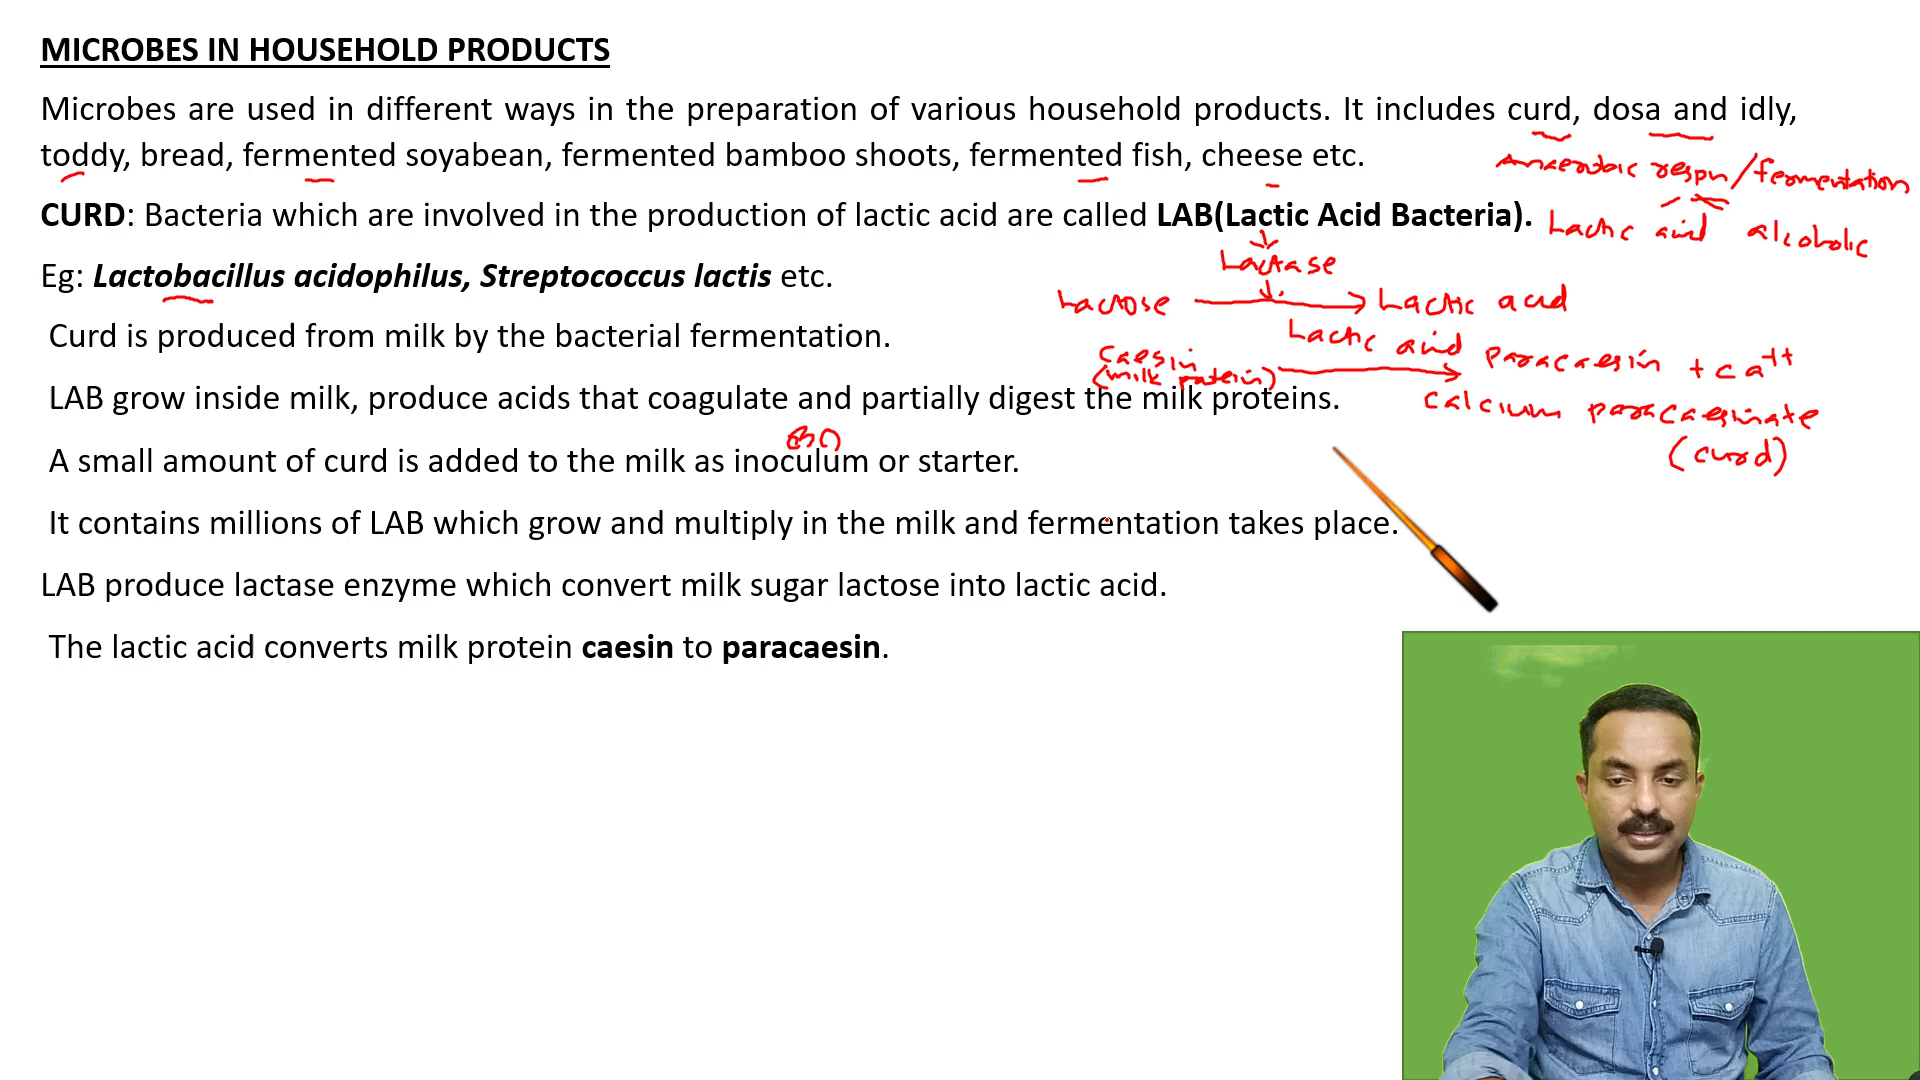 MICROBES IN HOUSEHOLD PRODUCTS
Microbes are used in different ways in the preparation of various household products. It includes curd, dosa and idly,
toddy, bread, fermented soyabean, fermented bamboo shoots, fermented fish, cheese etc.
Anaerobic respn/fermentation
CURD: Bacteria which are involved in the production of lactic acid are called LAB(Lactic Acid Bacteria).
Lactic acid alcoholic
Lactase
Eg: Lactobacillus acidophilus, Streptococcus lactis etc.
Lactose → Lactic acid
Curd is produced from milk by the bacterial fermentation.
Lactic acid
Caesin → paracaesin + Ca++
(milk protein)
LAB grow inside milk, produce acids that coagulate and partially digest the milk proteins.
Calcium paracaesinate
(curd)
A small amount of curd is added to the milk as inoculum or starter.
It contains millions of LAB which grow and multiply in the milk and fermentation takes place.
LAB produce lactase enzyme which convert milk sugar lactose into lactic acid.
The lactic acid converts milk protein caesin to paracaesin.